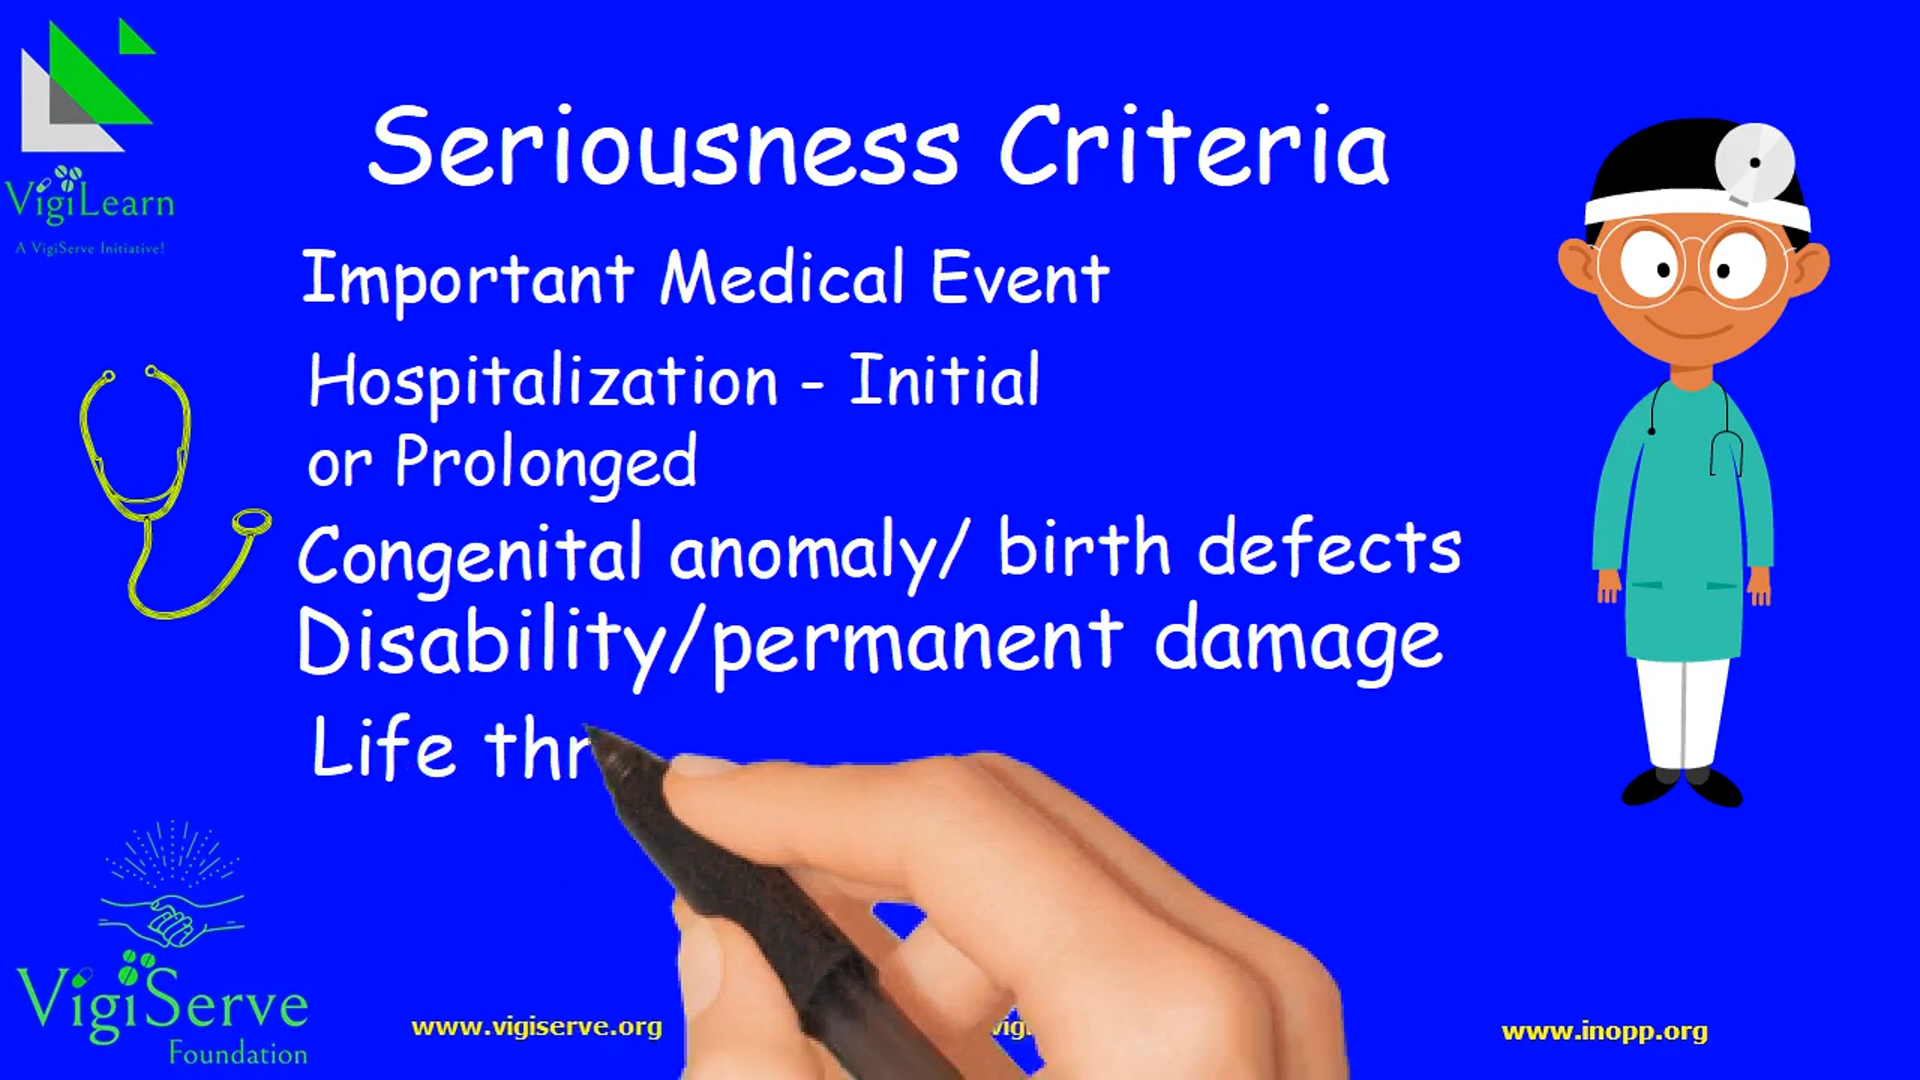 Seriousness Criteria
Important Medical Event
Hospitalization - Initial
or Prolonged
Congenital anomaly/ birth defects
Disability/permanent damage
Life thr
VigiLearn
A VigiServe Initiative!
VigiServe
Foundation
www.vigiserve.org
www.inopp.org